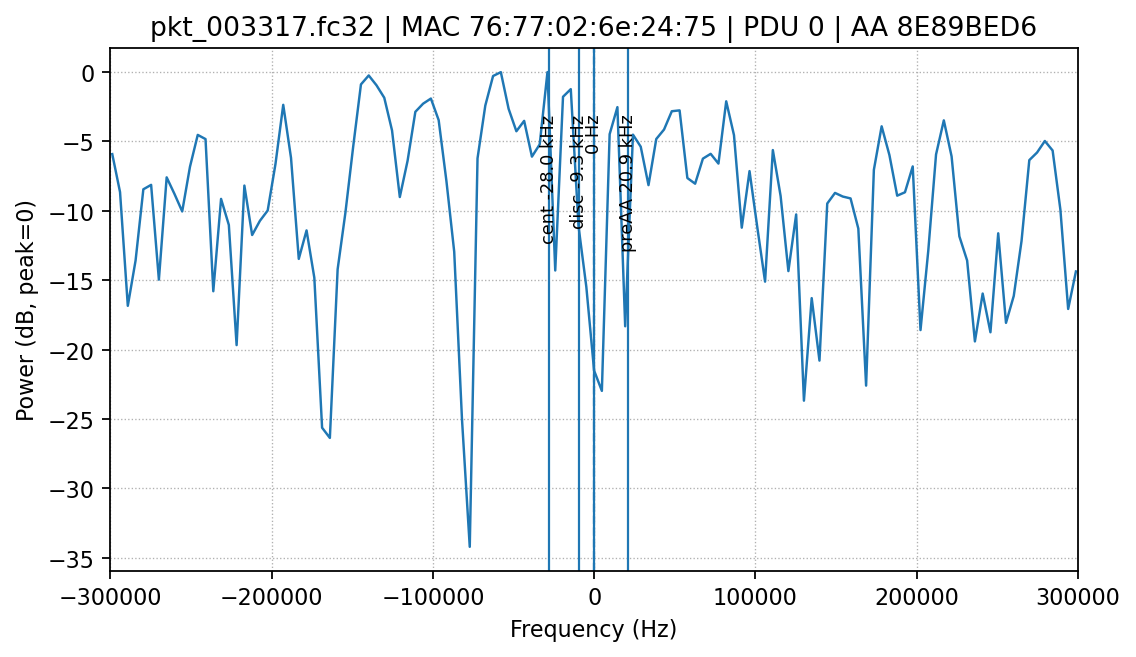 pkt_003317.fc32 | MAC 76:77:02:6e:24:75 | PDU 0 | AA 8E89BED6
Power (dB, peak=0)
0
−5
−10
−15
−20
−25
−30
−35
cent -28.0 kHz
disc -9.3 kHz
0 Hz
preAA 20.9 kHz
−300000
−200000
−100000
0
100000
200000
300000
Frequency (Hz)